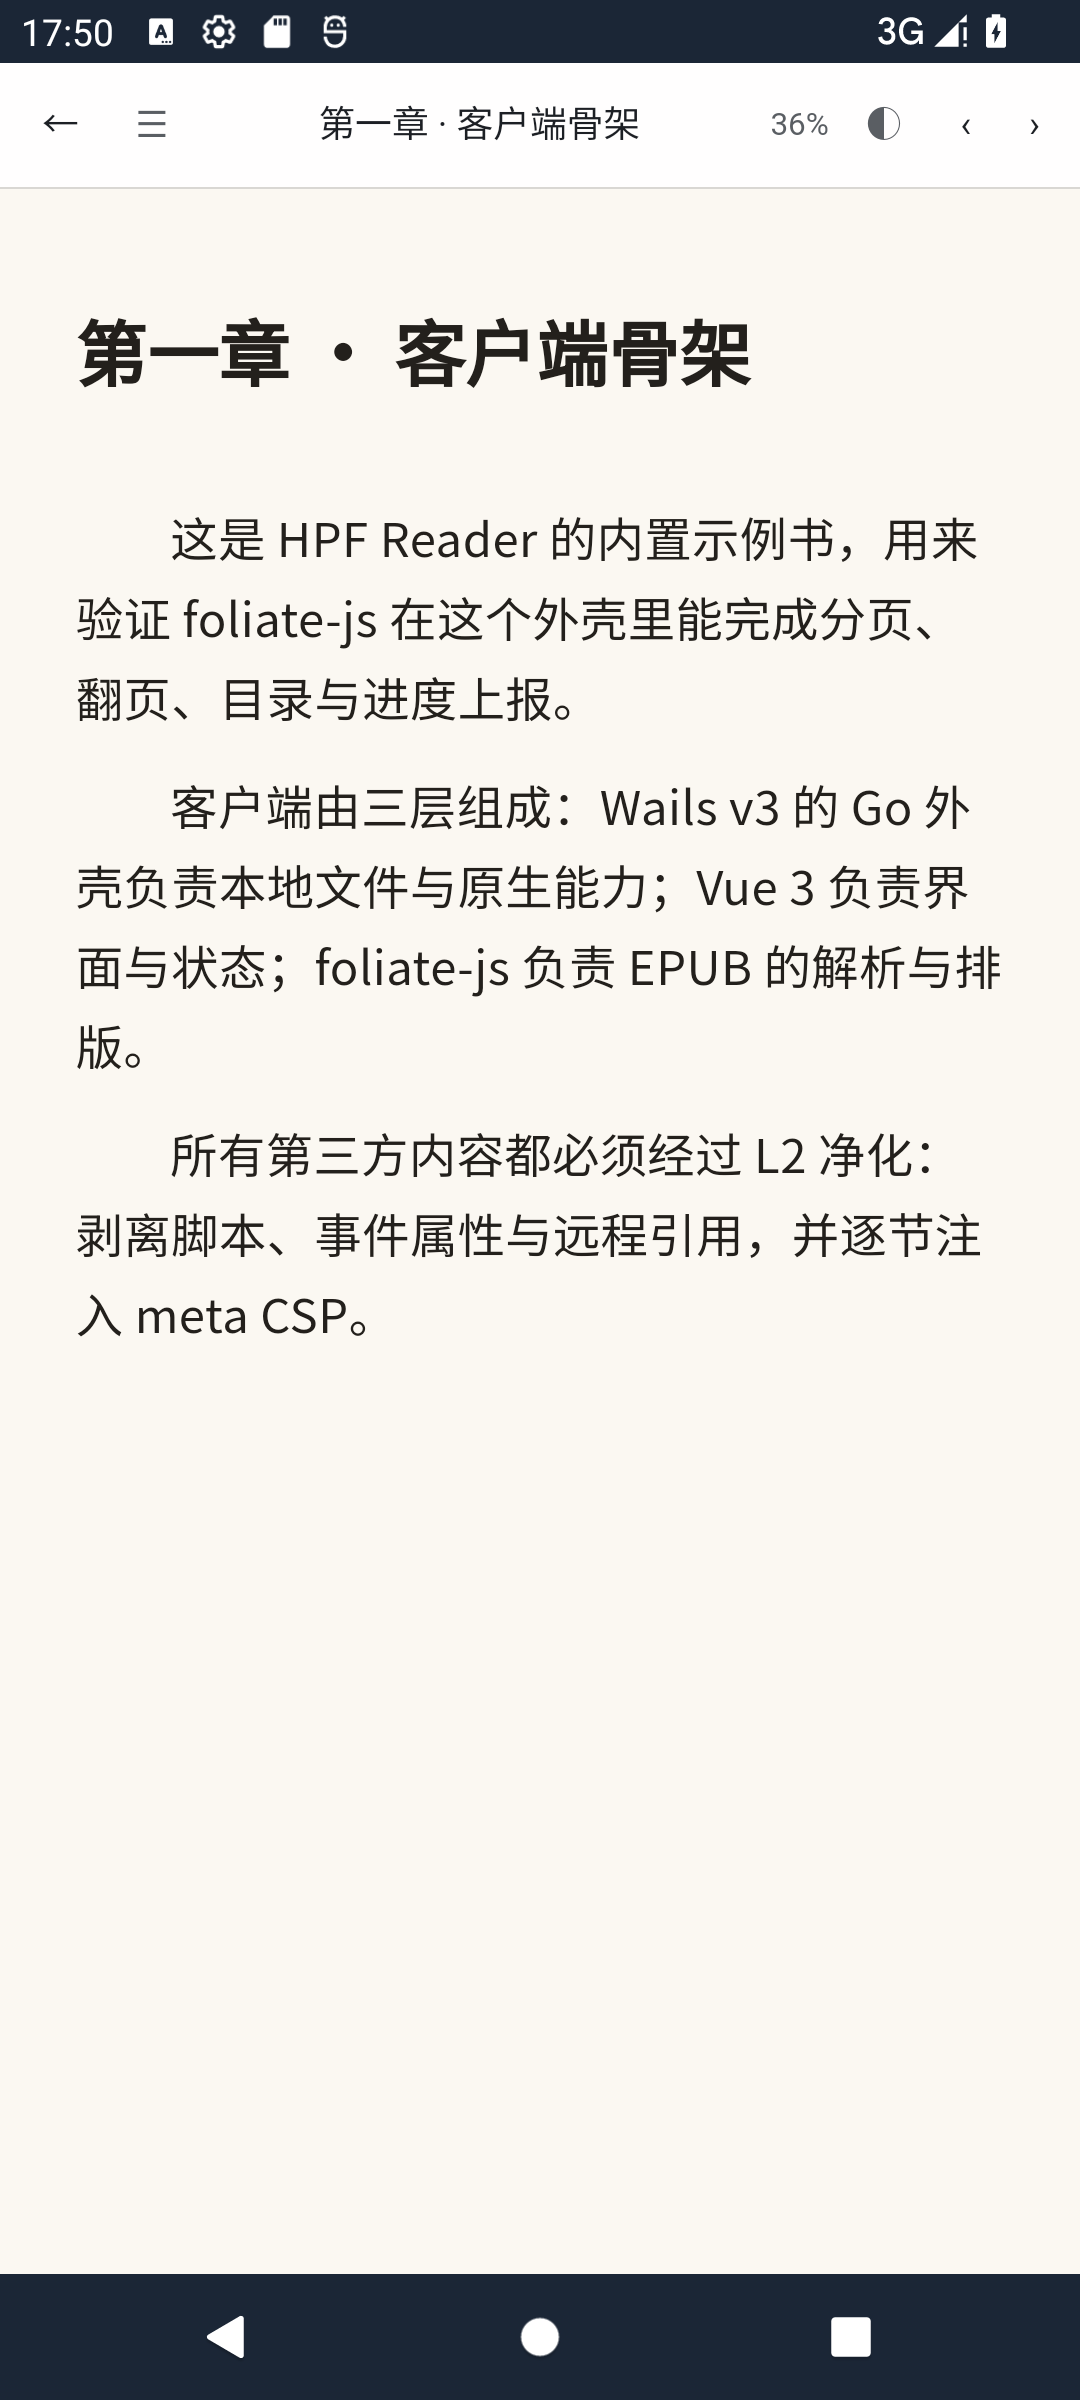 17:50
3G
← ☰ 第一章 · 客户端骨架 36% ‹ ›
第一章 · 客户端骨架
这是 HPF Reader 的内置示例书，用来
验证 foliate-js 在这个外壳里能完成分页、
翻页、目录与进度上报。
客户端由三层组成：Wails v3 的 Go 外
壳负责本地文件与原生能力；Vue 3 负责界
面与状态；foliate-js 负责 EPUB 的解析与排
版。
所有第三方内容都必须经过 L2 净化：
剥离脚本、事件属性与远程引用，并逐节注
入 meta CSP。